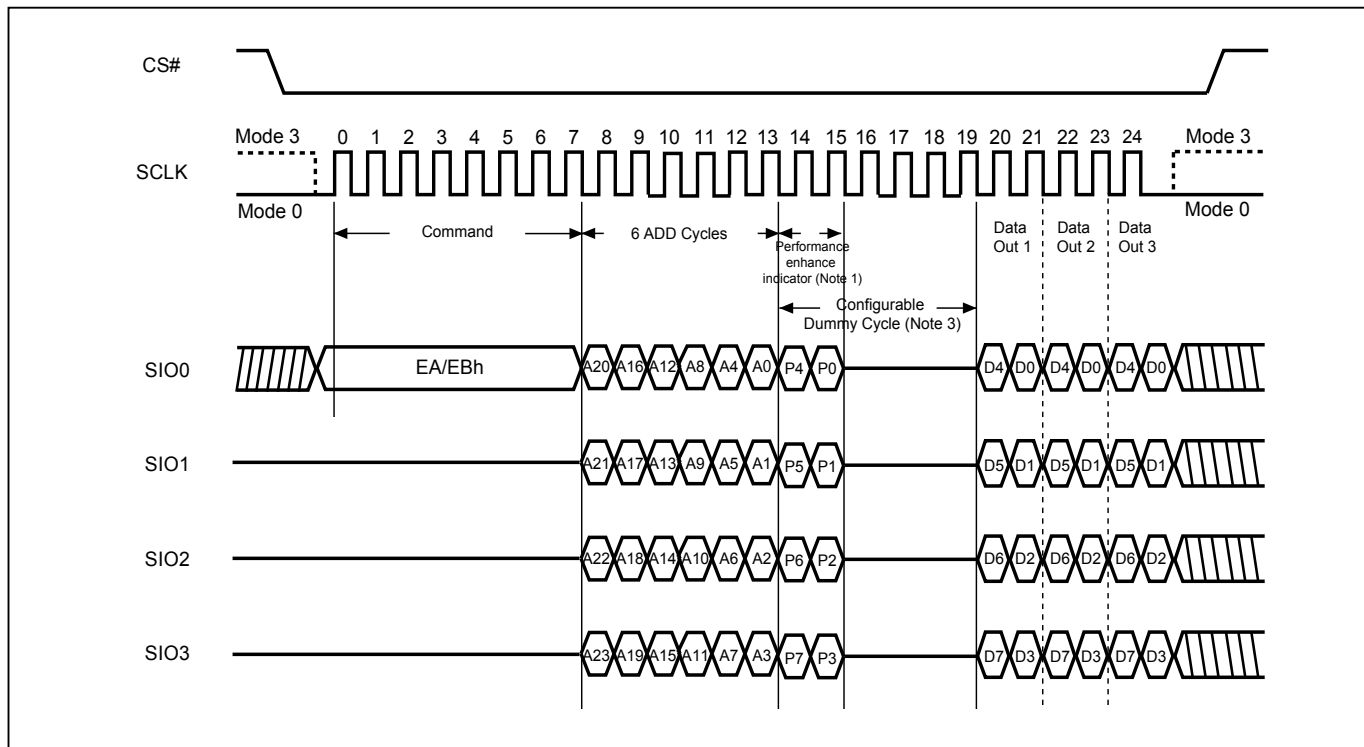 CS#
Mode 3 0 1 2 3 4 5 6 7 8 9 10 11 12 13 14 15 16 17 18 19 20 21 22 23 24 Mode 3
SCLK
Mode 0 Mode 0
Command 6 ADD Cycles Performance enhance indicator (Note 1) Data Out 1 Data Out 2 Data Out 3
Configurable
Dummy Cycle (Note 3)
SIO0 EA/EBh A20 A16 A12 A8 A4 A0 P4 P0 D4 D0 D4 D0 D4 D0
SIO1 A21 A17 A13 A9 A5 A1 P5 P1 D5 D1 D5 D1 D5 D1
SIO2 A22 A18 A14 A10 A6 A2 P6 P2 D6 D2 D6 D2 D6 D2
SIO3 A23 A19 A15 A11 A7 A3 P7 P3 D7 D3 D7 D3 D7 D3